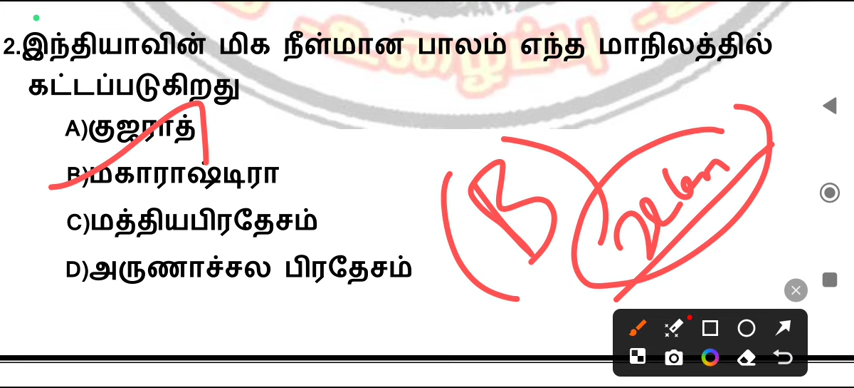 உழைப்பு
2.இந்தியாவின் மிக நீள்மான பாலம் எந்த மாநிலத்தில்
கட்டப்படுகிறது
A)குஜராத்
B)மகாராஷ்டிரா
C)மத்தியபிரதேசம்
D)அருணாச்சல பிரதேசம்
B